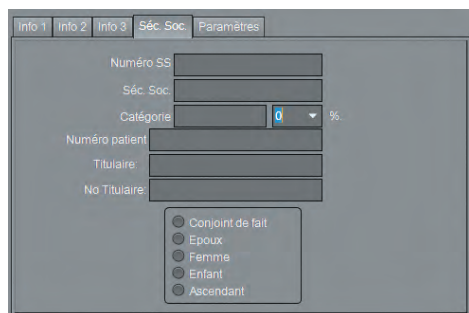 Info 1 Info 2 Info 3 Séc. Soc. Paramètres
Numéro SS
Séc. Soc.
Catégorie 0 %
Numéro patient
Titulaire:
No Titulaire:
Conjoint de fait
Epoux
Femme
Enfant
Ascendant